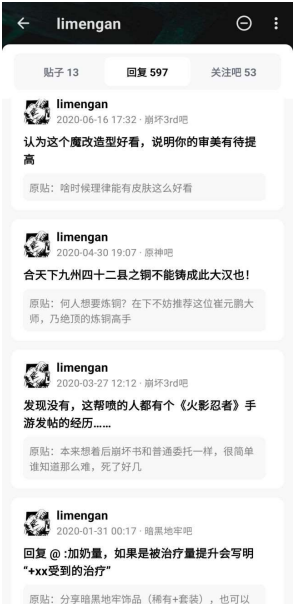 limengan
贴子 13
回复 597
关注吧 53
limengan
2020-06-16 17:32 · 崩坏3rd吧
认为这个魔改造型好看，说明你的审美有待提
高
原贴：啥时候理律能有皮肤这么好看
limengan
2020-04-30 19:07 · 原神吧
合天下九州四十二县之铜不能铸成此大汉也！
原贴：何人想要炼铜？在下不妨推荐这位崔元鹏大
师，乃绝顶的炼铜高手
limengan
2020-03-27 12:12 · 崩坏3rd吧
发现没有，这帮喷的人都有个《火影忍者》手
游发帖的经历......
原贴：本来想着后崩坏书和普通委托一样，很简单
谁知道那么难，死了好几
limengan
2020-01-31 00:17 · 暗黑地牢吧
回复 @ :加奶量，如果是被治疗量提升会写明
“+xx受到的治疗”
原贴：分享暗黑地牢饰品（稀有+套装），也可以